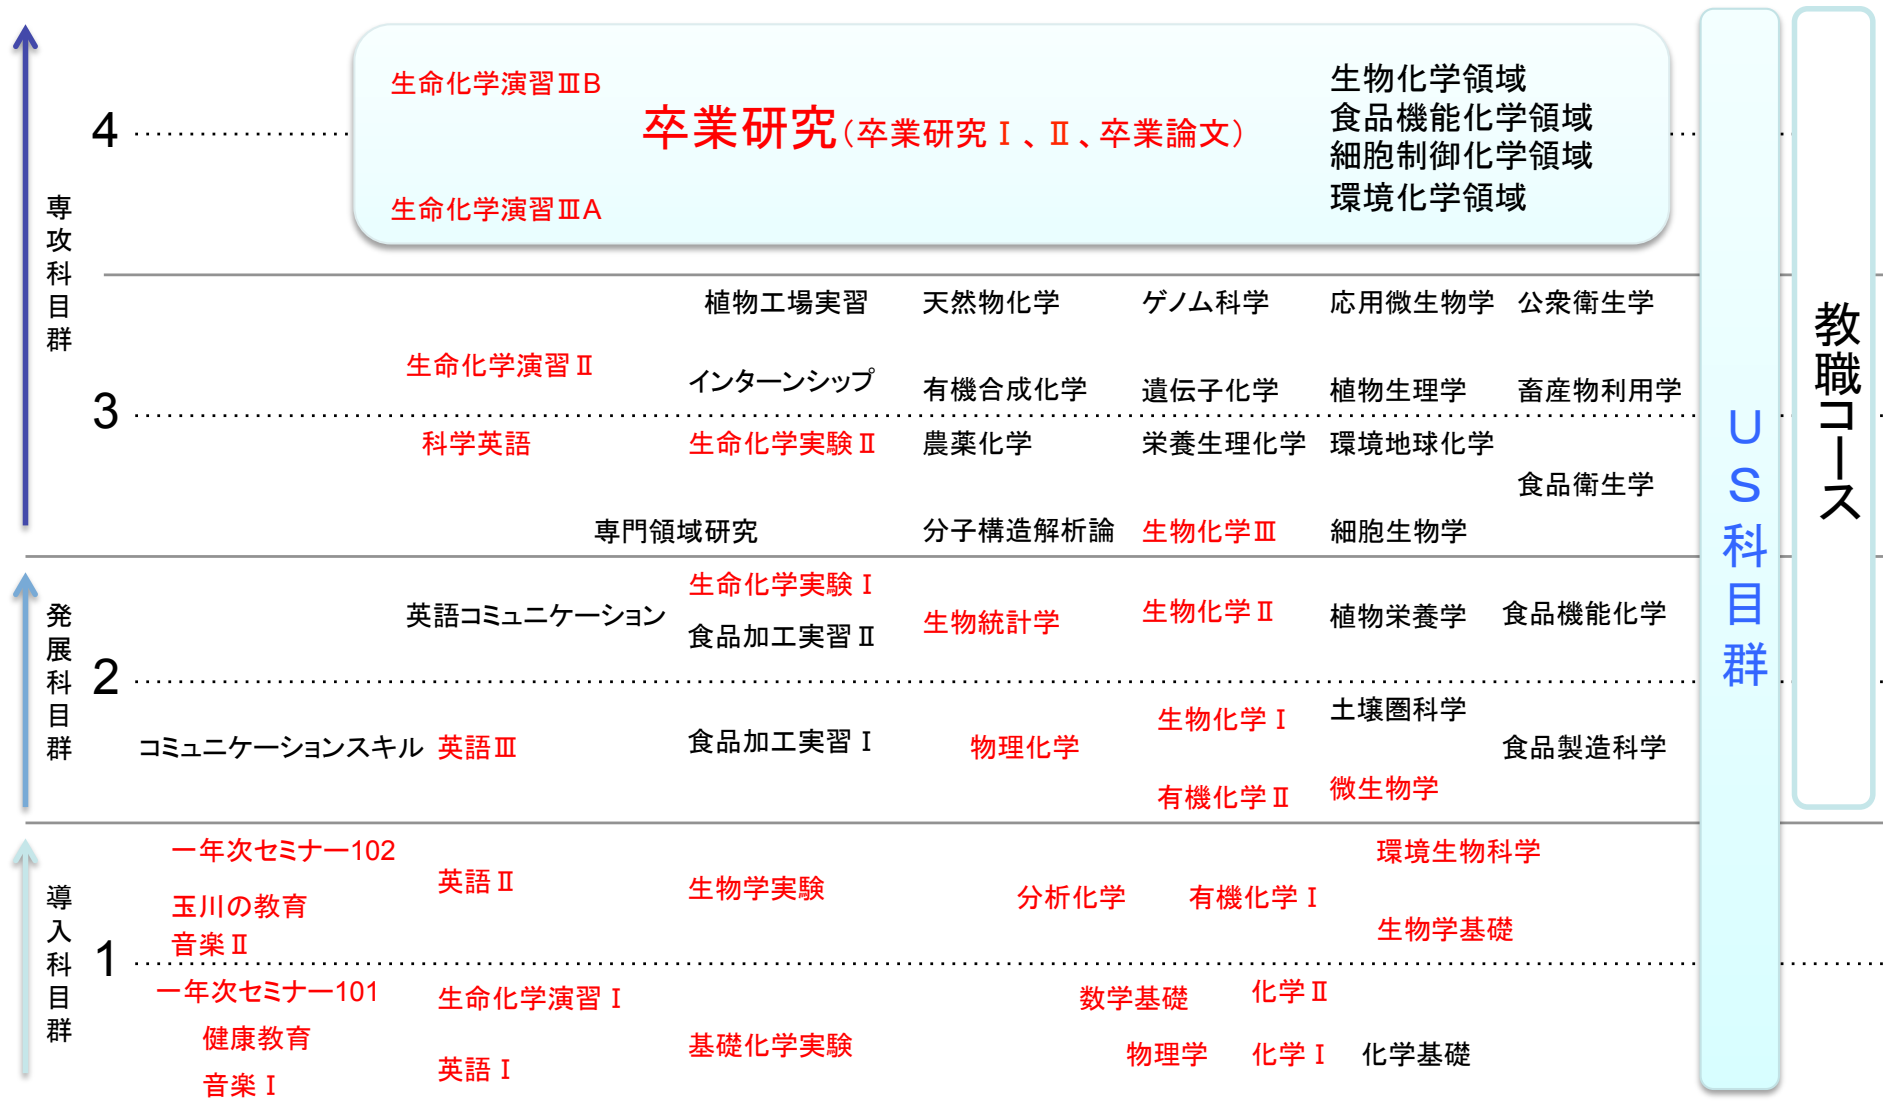 生命化学演習ⅢB
卒業研究(卒業研究Ⅰ、Ⅱ、卒業論文)
生命化学演習ⅢA
生物化学領域
食品機能化学領域
細胞制御化学領域
環境化学領域
4
専攻科目群
植物工場実習 天然物化学 ゲノム科学 応用微生物学 公衆衛生学
生命化学演習Ⅱ インターンシップ 有機合成化学 遺伝子化学 植物生理学 畜産物利用学
3
科学英語 生命化学実験Ⅱ 農薬化学 栄養生理化学 環境地球化学
食品衛生学
専門領域研究 分子構造解析論 生物化学Ⅲ 細胞生物学
発展科目群
生命化学実験Ⅰ
英語コミュニケーション 食品加工実習Ⅱ 生物統計学 生物化学Ⅱ 植物栄養学 食品機能化学
2
生物化学Ⅰ 土壌圏科学
コミュニケーションスキル 英語Ⅲ 食品加工実習Ⅰ 物理化学 食品製造科学
有機化学Ⅱ 微生物学
導入科目群
一年次セミナー102 環境生物科学
英語Ⅱ 生物学実験 分析化学 有機化学Ⅰ
玉川の教育
音楽Ⅱ 生物学基礎
1
一年次セミナー101 生命化学演習Ⅰ 数学基礎 化学Ⅱ
健康教育 基礎化学実験
英語Ⅰ 物理学 化学Ⅰ 化学基礎
音楽Ⅰ
US科目群
教職コース